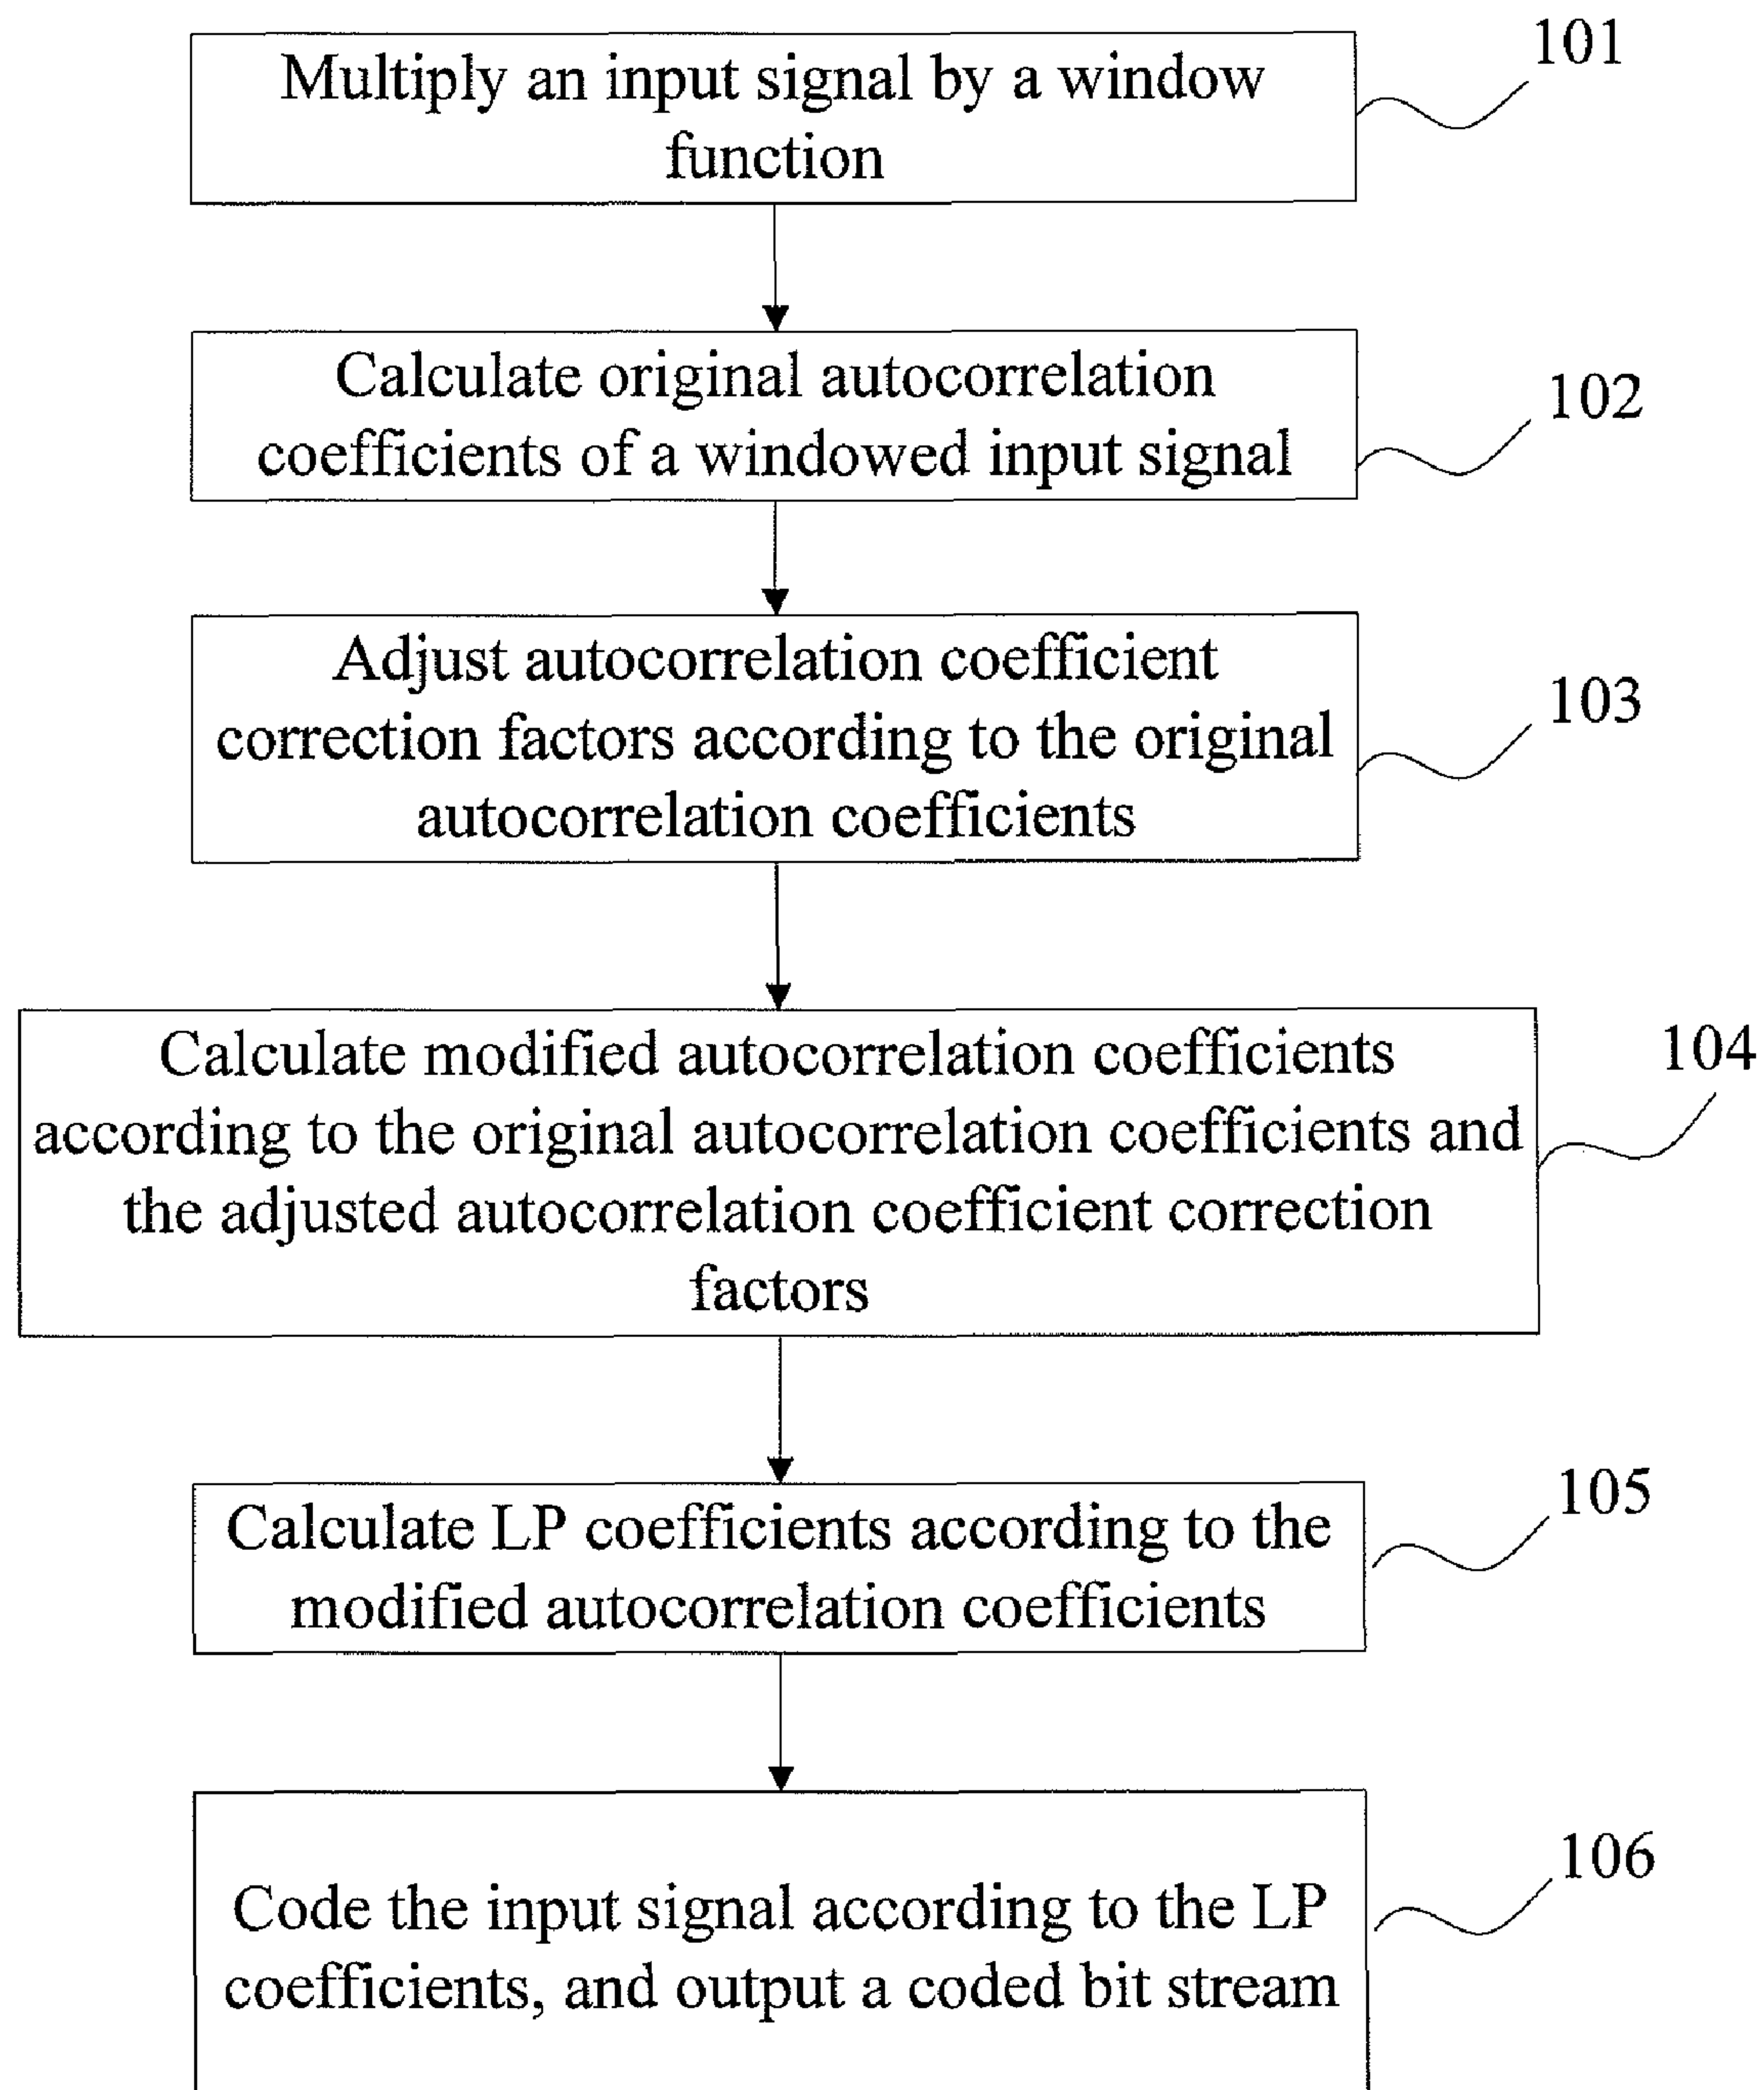 Multiply an input signal by a window
function
101
Calculate original autocorrelation
coefficients of a windowed input signal
102
Adjust autocorrelation coefficient
correction factors according to the original
autocorrelation coefficients
103
Calculate modified autocorrelation coefficients
according to the original autocorrelation coefficients and
the adjusted autocorrelation coefficient correction
factors
104
Calculate LP coefficients according to the
modified autocorrelation coefficients
105
Code the input signal according to the LP
coefficients, and output a coded bit stream
106